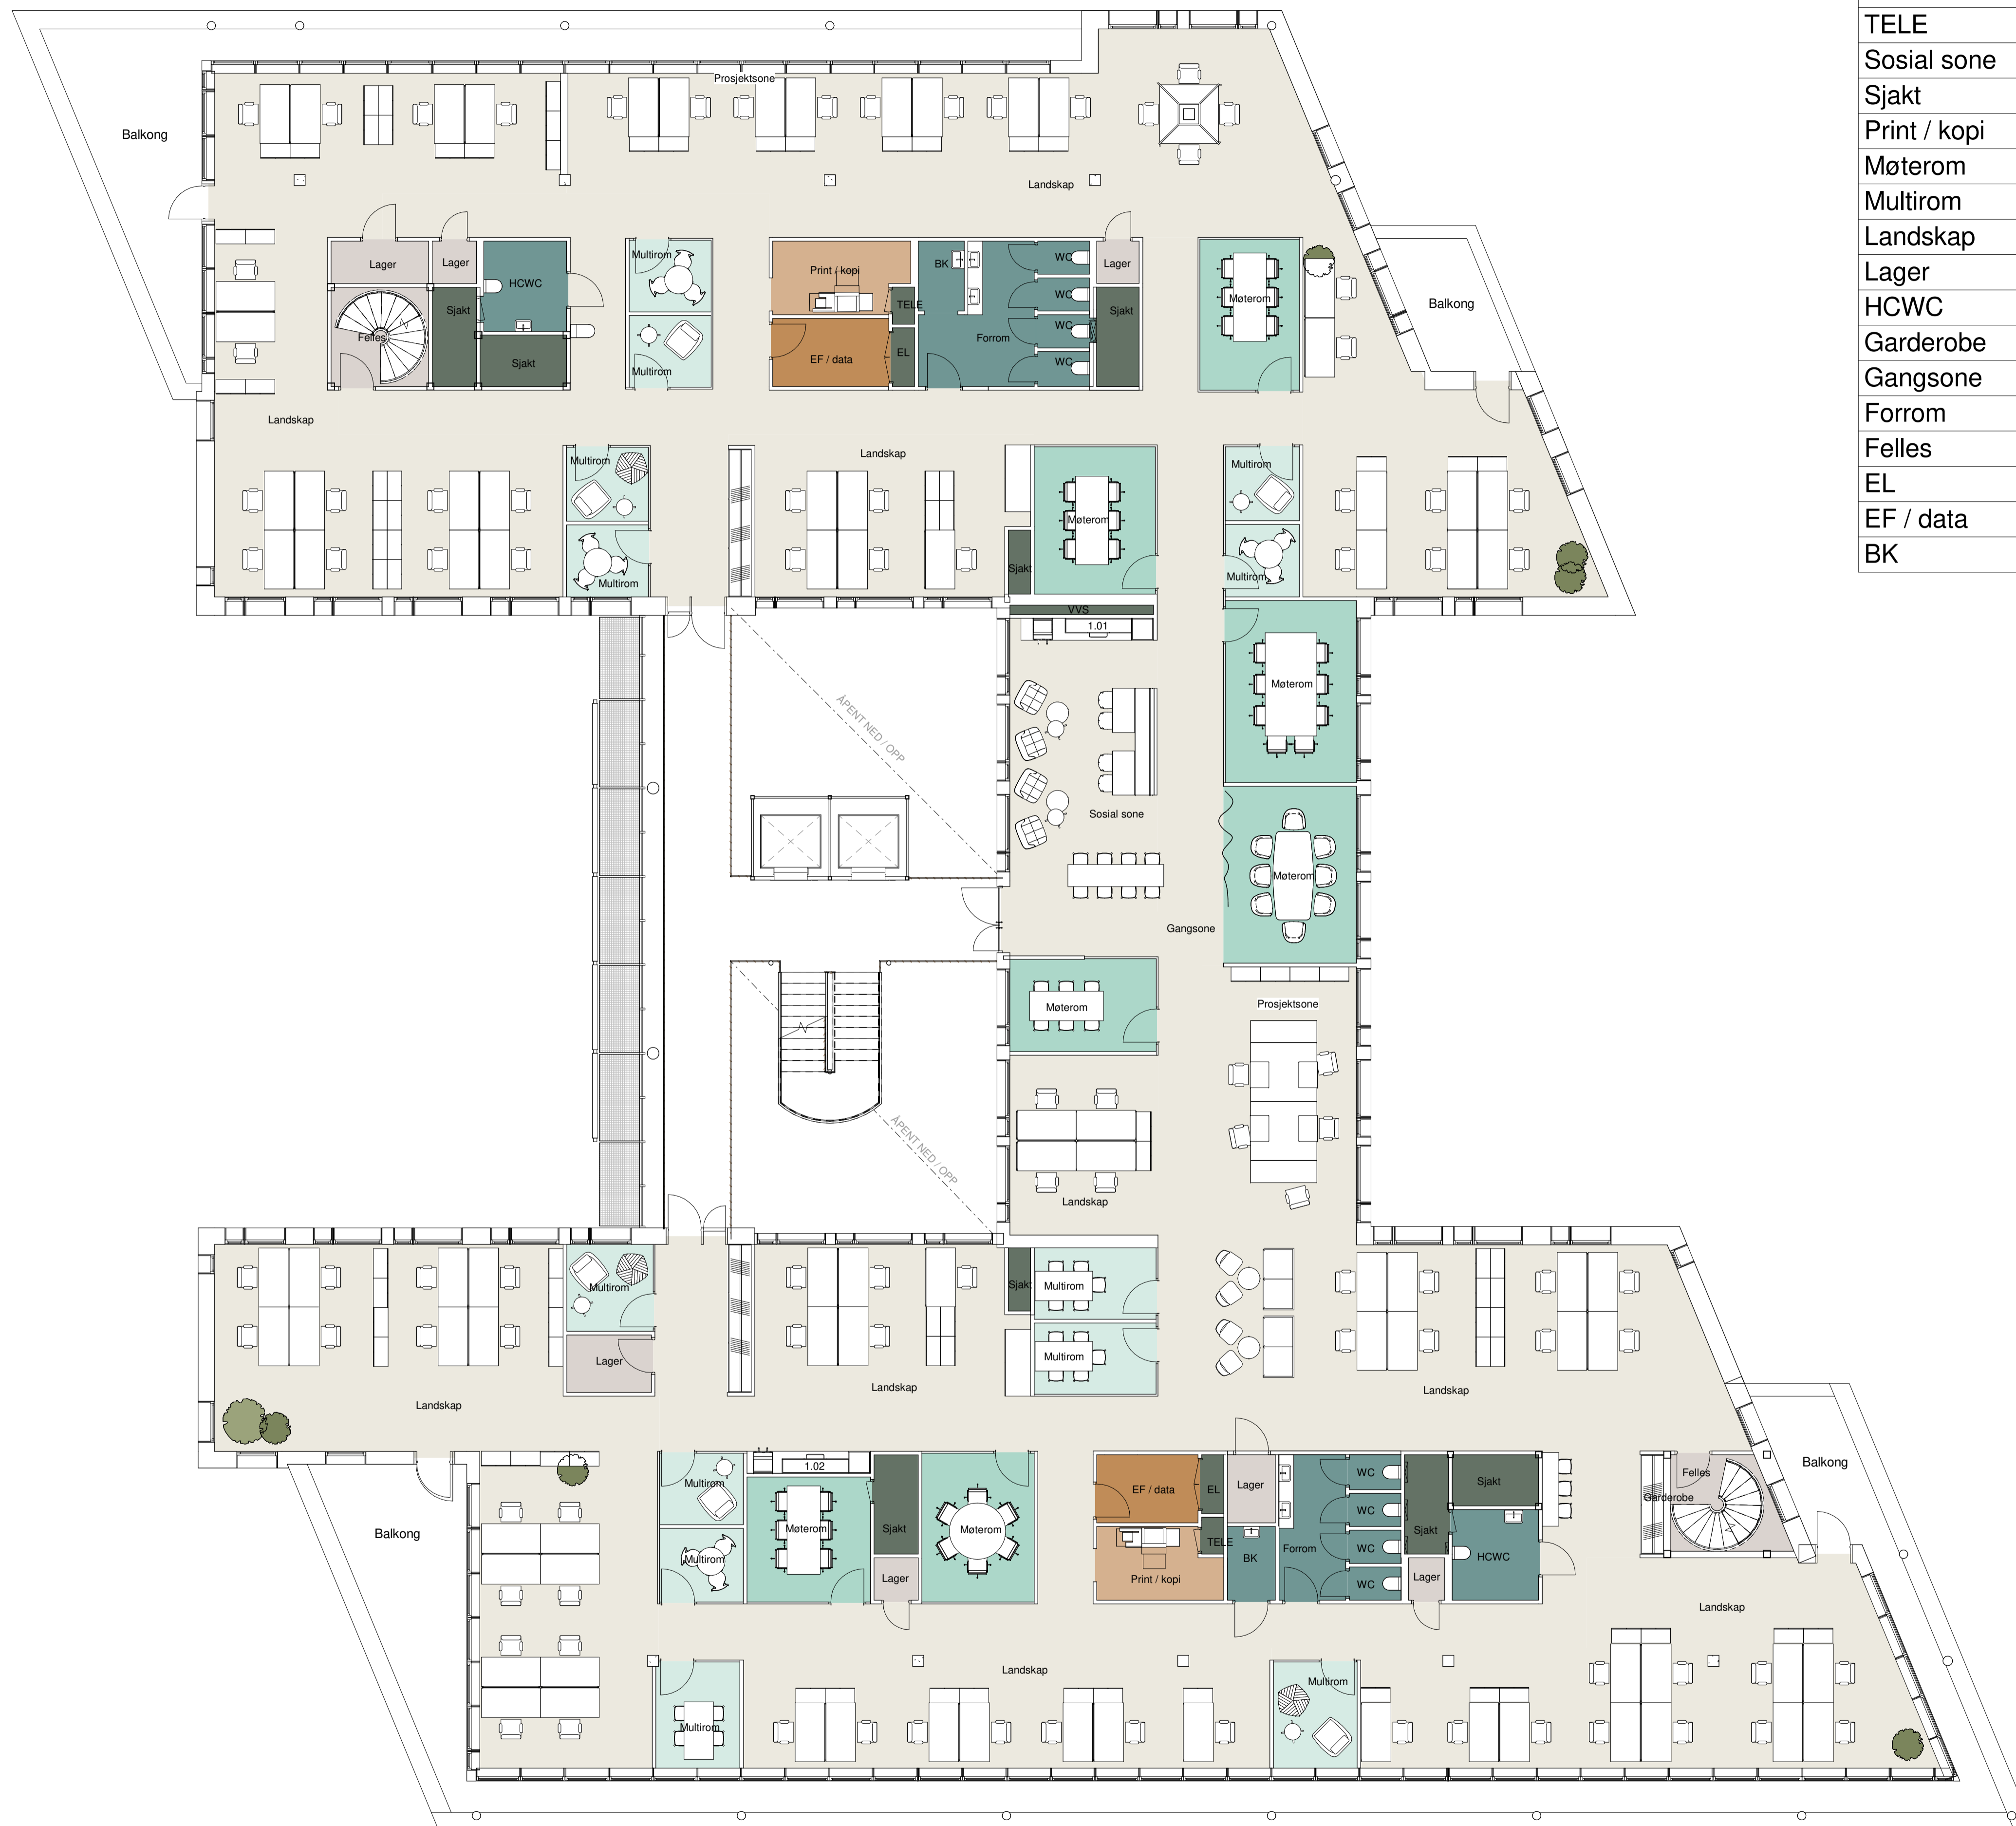 TELE
Sosial sone
Sjakt
Print / kopi
Møterom
Multirom
Landskap
Lager
HCWC
Garderobe
Gangsone
Forrom
Felles
EL
EF / data
BK
Prosjektsone
Balkong
Landskap
Lager
Lager
HCWC
Multirom
Print / kopi
BK
WC
Lager
Møterom
Balkong
Sjakt
Felles
TELE
WC
Sjakt
WC
Forrom
EL
EF / data
Sjakt
Multirom
WC
Landskap
Landskap
Multirom
Multirom
Møterom
Sjakt
Multirom
Multirom
VVS
1.01
Møterom
ÅPENT NED / OPP
Sosial sone
Møterom
Gangsone
Møterom
Prosjektsone
ÅPENT NED / OPP
Landskap
Multirom
Sjakt
Multirom
Multirom
Lager
Landskap
Landskap
Landskap
Balkong
1.02
Multirom
EF / data
EL
Lager
WC
Sjakt
Felles
Garderobe
Balkong
Møterom
Sjakt
Møterom
WC
Sjakt
TELE
Forrom
WC
BK
HCWC
Multirom
Lager
Print / kopi
WC
Lager
Landskap
Landskap
Multirom
Multirom